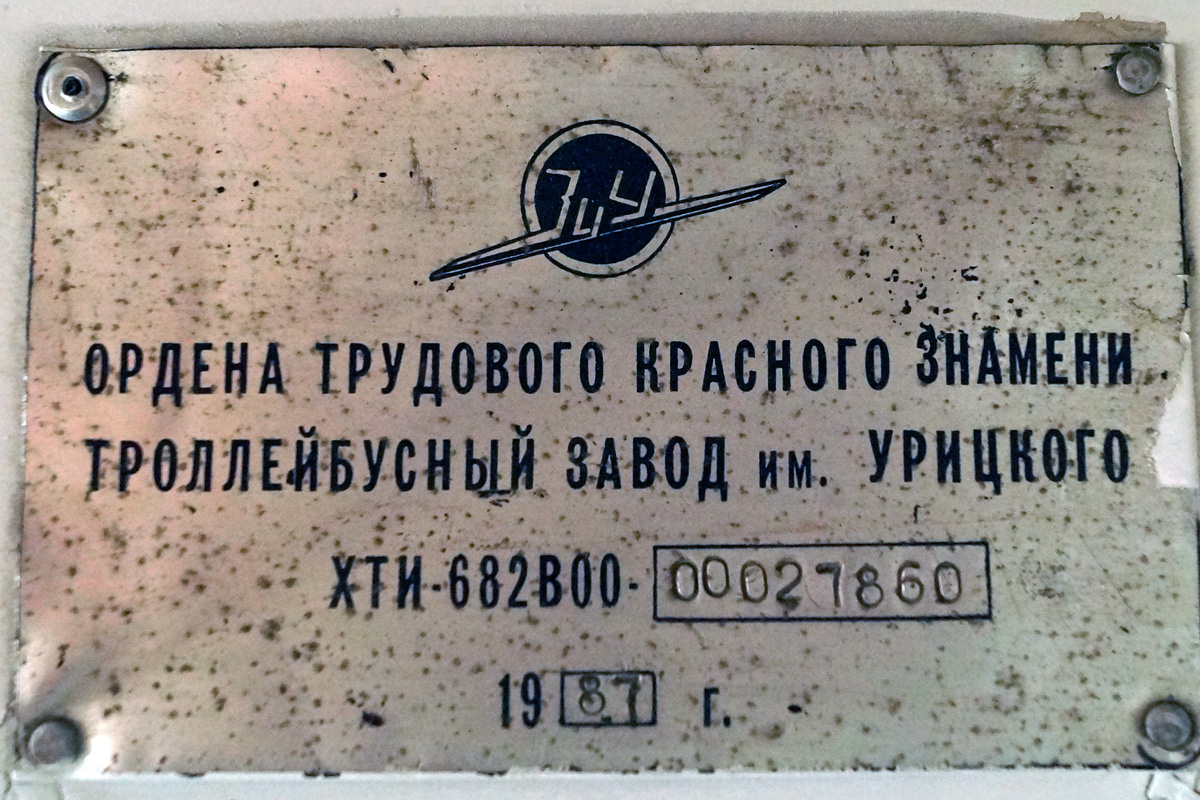 ЗиУ
ОРДЕНА ТРУДОВОГО КРАСНОГО ЗНАМЕНИ
ТРОЛЛЕЙБУСНЫЙ ЗАВОД им. УРИЦКОГО
ХТИ-682В00-00027860
1987 г.